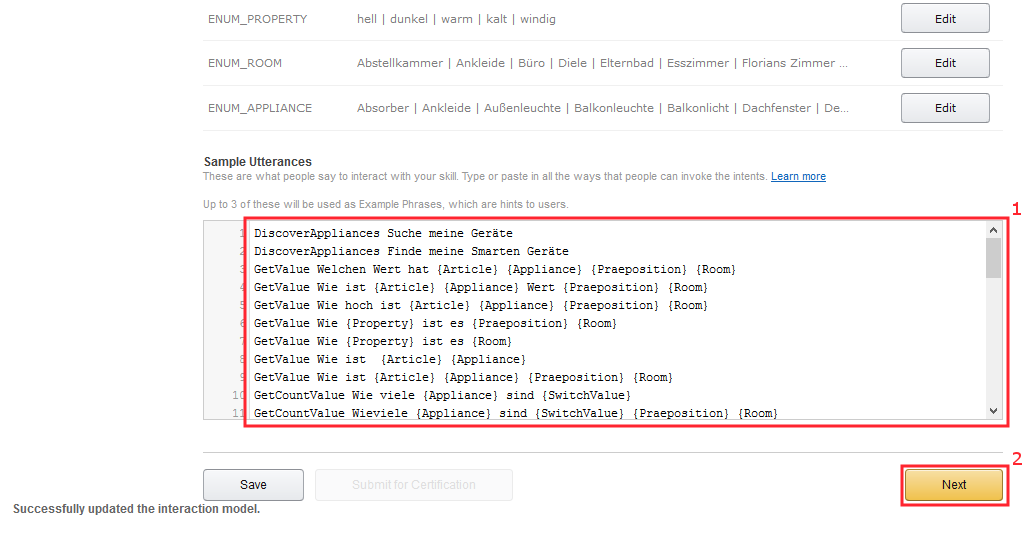 ENUM_PROPERTY hell | dunkel | warm | kalt | windig Edit
ENUM_ROOM Abstellkammer | Ankleide | Büro | Diele | Elternbad | Esszimmer | Florians Zimmer ... Edit
ENUM_APPLIANCE Absorber | Ankleide | Außenleuchte | Balkonleuchte | Balkonlicht | Dachfenster | De... Edit
Sample Utterances
These are what people say to interact with your skill. Type or paste in all the ways that people can invoke the intents. Learn more
Up to 3 of these will be used as Example Phrases, which are hints to users.
1
1 DiscoverAppliances Suche meine Geräte
2 DiscoverAppliances Finde meine Smarten Geräte
3 GetValue Welchen Wert hat {Article} {Appliance} {Praeposition} {Room}
4 GetValue Wie ist {Article} {Appliance} Wert {Praeposition} {Room}
5 GetValue Wie hoch ist {Article} {Appliance} {Praeposition} {Room}
6 GetValue Wie {Property} ist es {Praeposition} {Room}
7 GetValue Wie {Property} ist es {Room}
8 GetValue Wie ist  {Article} {Appliance}
9 GetValue Wie ist {Article} {Appliance} {Praeposition} {Room}
10 GetCountValue Wie viele {Appliance} sind {SwitchValue}
11 GetCountValue Wieviele {Appliance} sind {SwitchValue} {Praeposition} {Room}
2
Save Submit for Certification Next
Successfully updated the interaction model.